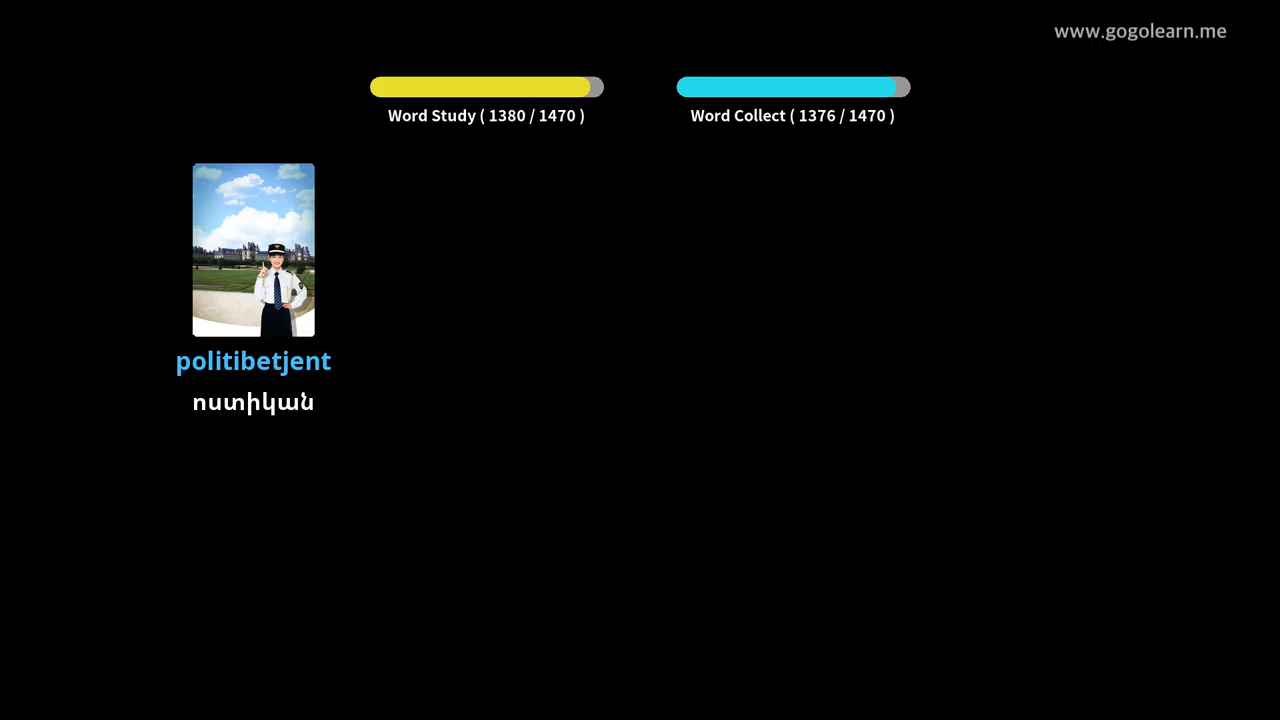 www.gogolearn.me
Word Study ( 1380 / 1470 )
Word Collect ( 1376 / 1470 )
politibetjent
ոստիկան